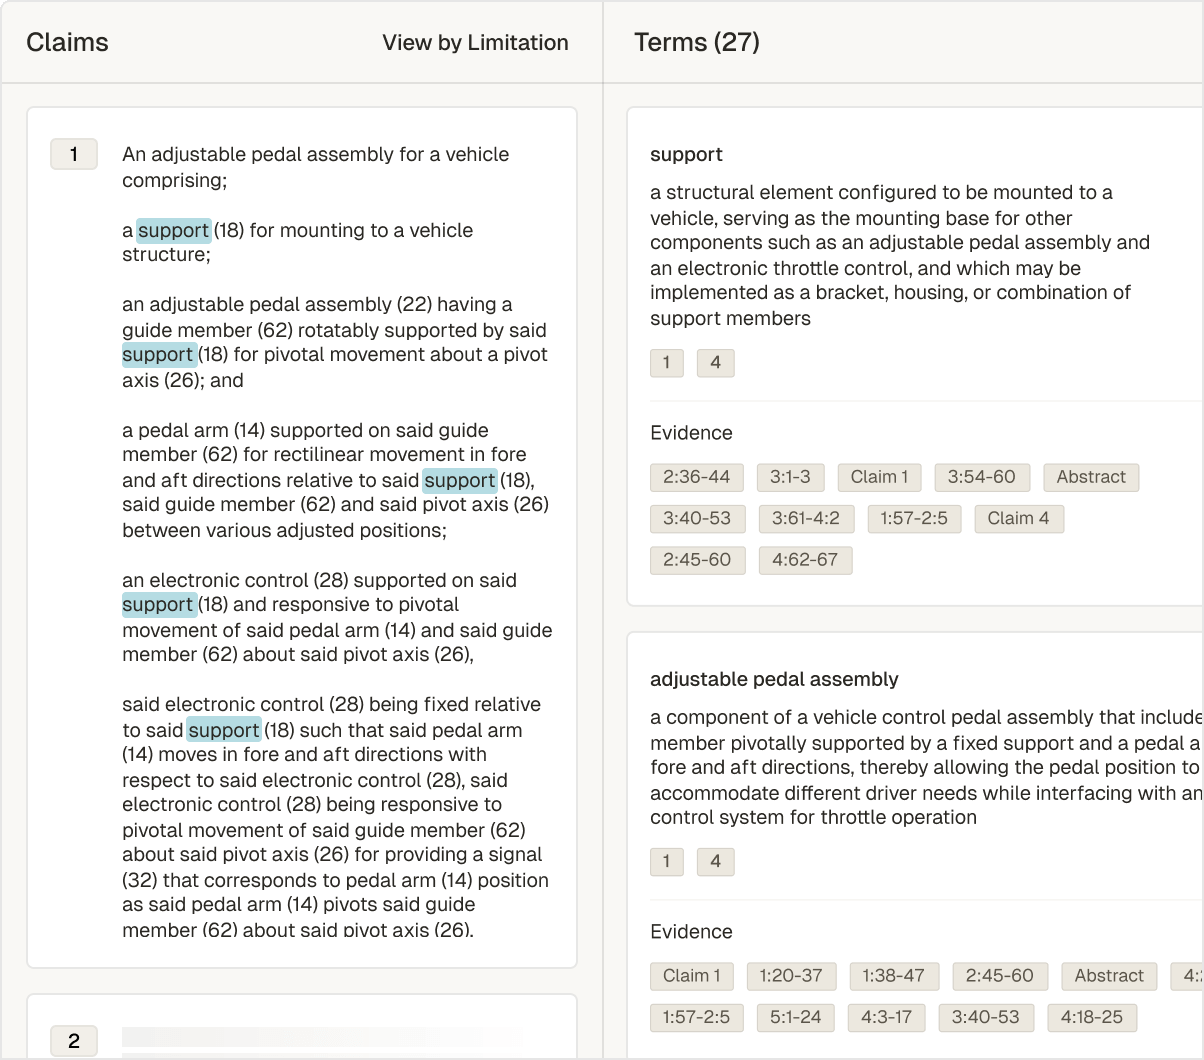 Claims
View by Limitation
1
An adjustable pedal assembly for a vehicle
comprising;
a support (18) for mounting to a vehicle
structure;
an adjustable pedal assembly (22) having a
guide member (62) rotatably supported by said
support (18) for pivotal movement about a pivot
axis (26); and
a pedal arm (14) supported on said guide
member (62) for rectilinear movement in fore
and aft directions relative to said support (18),
said guide member (62) and said pivot axis (26)
between various adjusted positions;
an electronic control (28) supported on said
support (18) and responsive to pivotal
movement of said pedal arm (14) and said guide
member (62) about said pivot axis (26),
said electronic control (28) being fixed relative
to said support (18) such that said pedal arm
(14) moves in fore and aft directions with
respect to said electronic control (28), said
electronic control (28) being responsive to
pivotal movement of said guide member (62)
about said pivot axis (26) for providing a signal
(32) that corresponds to pedal arm (14) position
as said pedal arm (14) pivots said guide
member (62) about said pivot axis (26).
2
Terms (27)
support
a structural element configured to be mounted to a
vehicle, serving as the mounting base for other
components such as an adjustable pedal assembly and
an electronic throttle control, and which may be
implemented as a bracket, housing, or combination of
support members
1 4
Evidence
2:36-44 3:1-3 Claim 1 3:54-60 Abstract
3:40-53 3:61-4:2 1:57-2:5 Claim 4
2:45-60 4:62-67
adjustable pedal assembly
a component of a vehicle control pedal assembly that include
member pivotally supported by a fixed support and a pedal a
fore and aft directions, thereby allowing the pedal position to
accommodate different driver needs while interfacing with an
control system for throttle operation
1 4
Evidence
Claim 1 1:20-37 1:38-47 2:45-60 Abstract
1:57-2:5 5:1-24 4:3-17 3:40-53 4:18-25